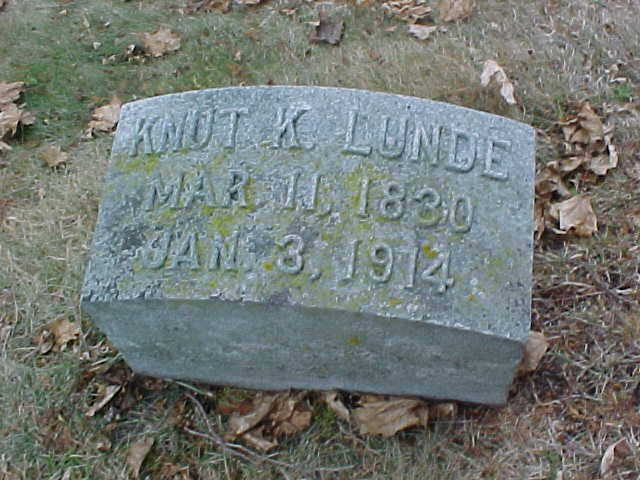 KNUT K. LUNDE
MAR. 11, 1830
JAN. 3, 1914